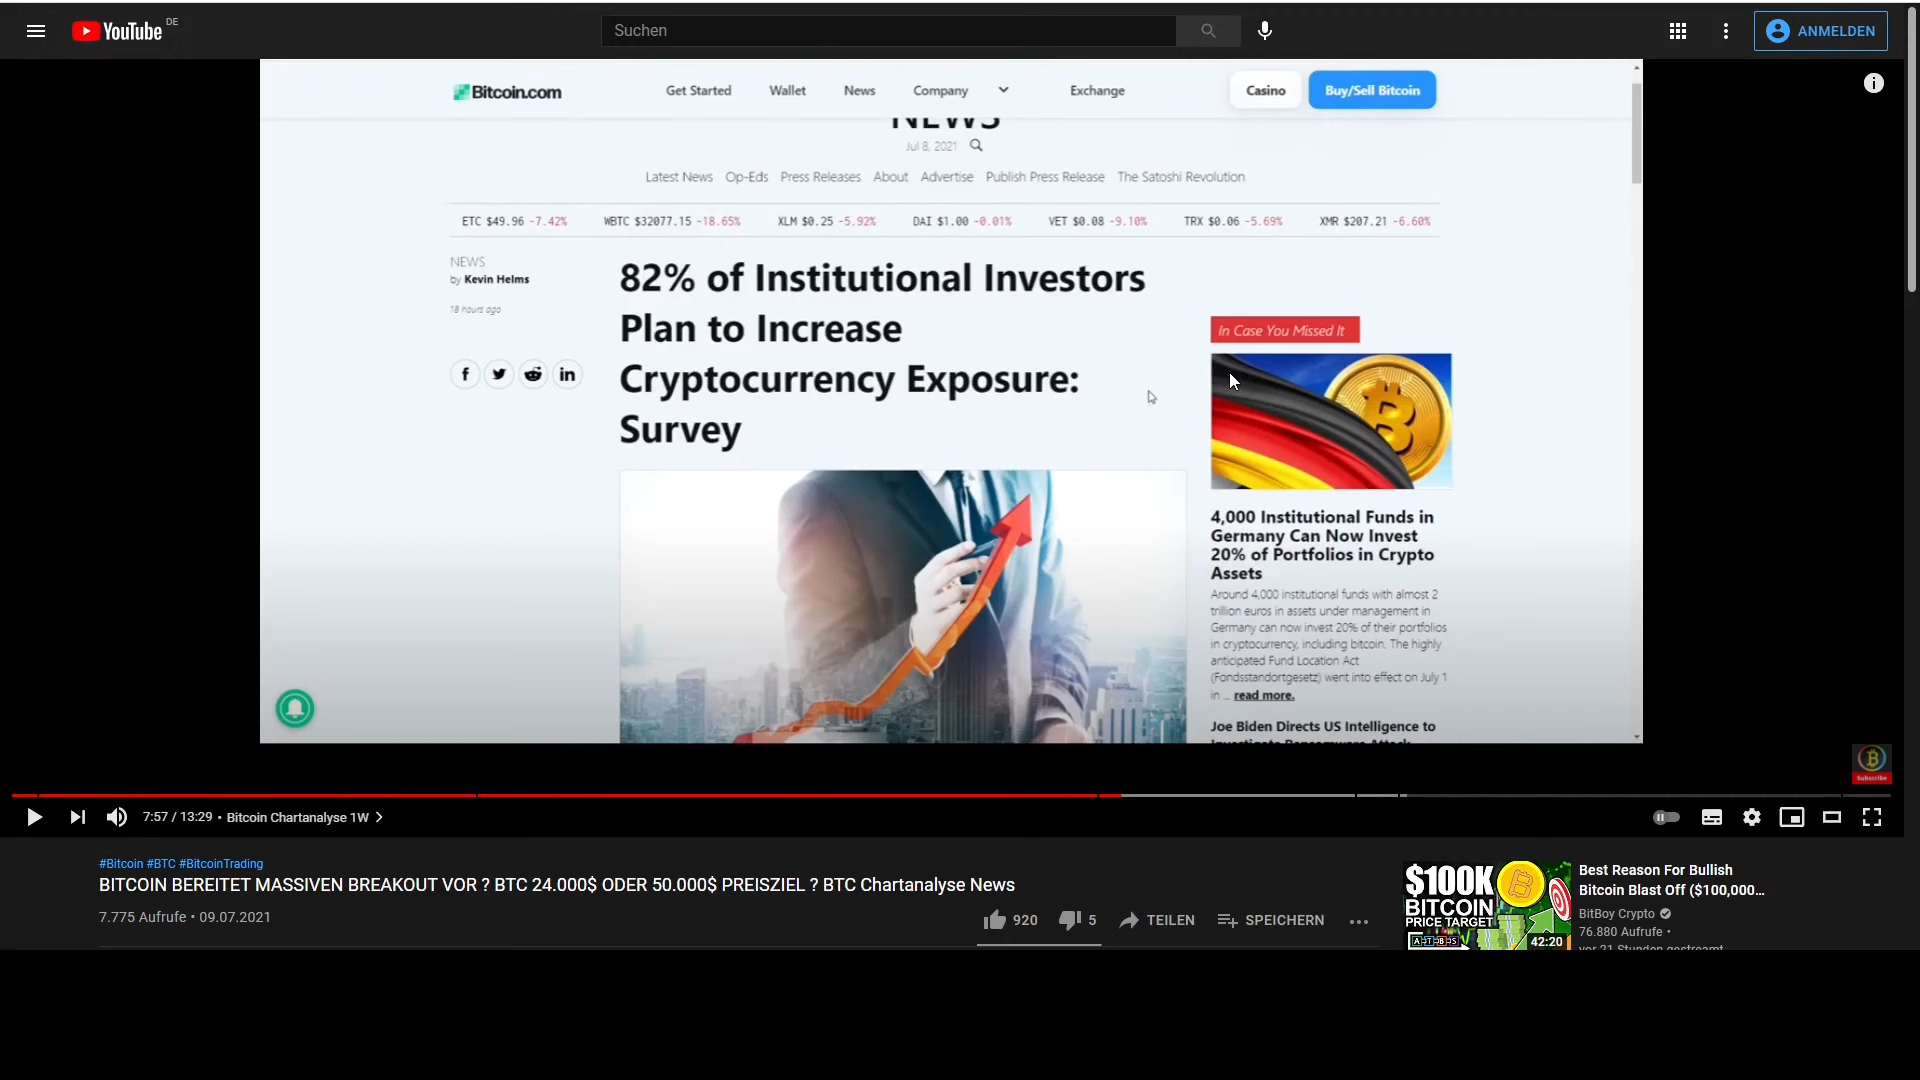 YouTube DE
Suchen
ANMELDEN
Bitcoin.com
Get Started Wallet News Company Exchange Casino Buy/Sell Bitcoin
NEWS
Jul 8, 2021
Latest News Op-Eds Press Releases About Advertise Publish Press Release The Satoshi Revolution
ETC $49.96 -7.42% WBTC $32077.15 -18.65% XLM $0.25 -5.92% DAI $1.00 -0.01% VET $0.08 -9.10% TRX $0.06 -5.69% XMR $207.21 -6.60%
NEWS
by Kevin Helms
18 hours ago
82% of Institutional Investors
Plan to Increase
Cryptocurrency Exposure:
Survey
In Case You Missed It
4,000 Institutional Funds in
Germany Can Now Invest
20% of Portfolios in Crypto
Assets
Around 4,000 institutional funds with almost 2
trillion euros in assets under management in
Germany can now invest 20% of their portfolios
in cryptocurrency, including bitcoin. The highly
anticipated Fund Location Act
(Fondsstandortgesetz) went into effect on July 1
in ... read more.
Joe Biden Directs US Intelligence to
Investigate Ransomware Attack
Subscribe
7:57 / 13:29 • Bitcoin Chartanalyse 1W
#Bitcoin #BTC #BitcoinTrading
BITCOIN BEREITET MASSIVEN BREAKOUT VOR ? BTC 24.000$ ODER 50.000$ PREISZIEL ? BTC Chartanalyse News
7.775 Aufrufe • 09.07.2021
920 5 TEILEN SPEICHERN
$100K
BITCOIN
PRICE TARGET
42:20
Best Reason For Bullish
Bitcoin Blast Off ($100,000...
BitBoy Crypto
76.880 Aufrufe •
vor 21 Stunden gestreamt